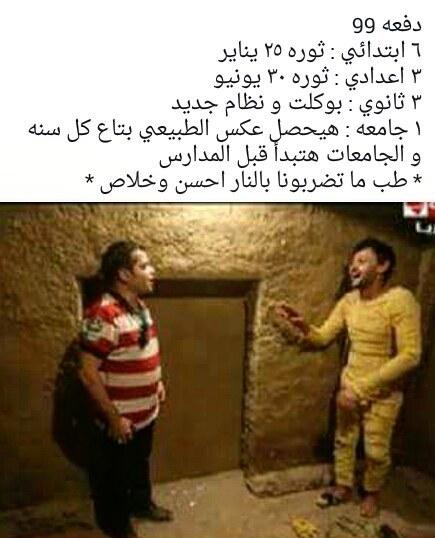 دفعه 99
٦ ابتدائي : ثوره ٢٥ يناير
٣ اعدادي : ثوره ٣٠ يونيو
٣ ثانوي : بوكلت و نظام جديد
١ جامعه : هيحصل عكس الطبيعي بتاع كل سنه
و الجامعات هتبدأ قبل المدارس
* طب ما تضربونا بالنار احسن وخلاص *